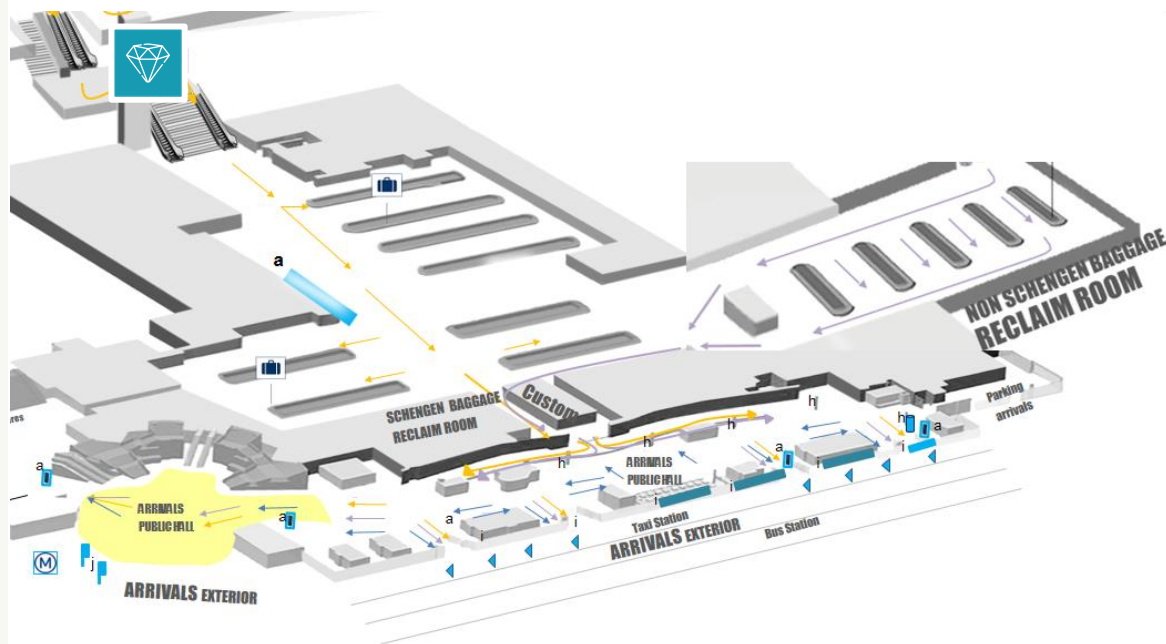 a
NON SCHENGEN BAGGAGE
RECLAIM ROOM
SCHENGEN BAGGAGE
RECLAIM ROOM
Custom
Parking
arrivals
h
h
a
h
h
h
a
i
i
ARRIVALS
PUBLIC HALL
i
i
i
a
i
i
Taxi Station
ARRIVALS EXTERIOR
Bus Station
a
ARRIVALS
PUBLIC HALL
a
M
j
ARRIVALS EXTERIOR